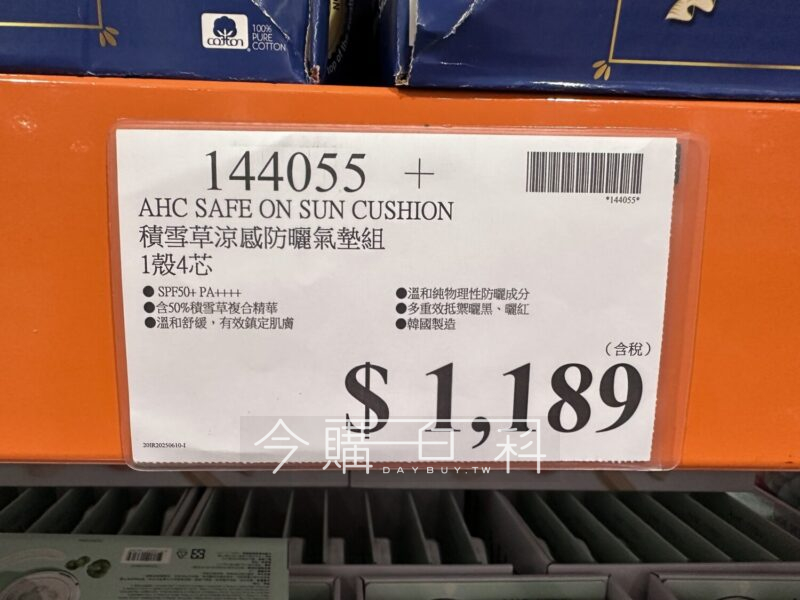 cotton
100%
PURE
COTTON
144055 +
*144055*
AHC SAFE ON SUN CUSHION
積雪草涼感防曬氣墊組
1殼4芯
● SPF50+ PA++++
●含50%積雪草複合精華
●溫和舒緩，有效鎮定肌膚
●溫和純物理性防曬成分
●多重效抵禦曬黑、曬紅
●韓國製造
（含稅）
$ 1,189
今購百科
DAYBUY.TW